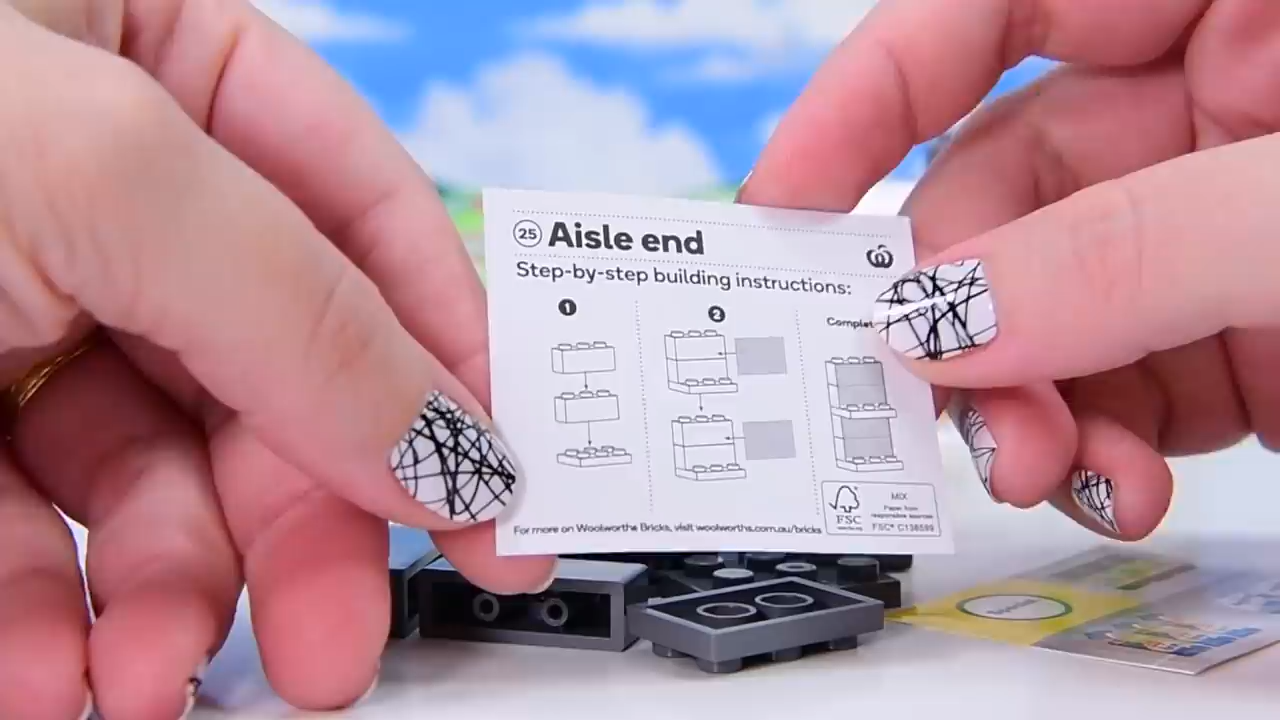 25 Aisle end
Step-by-step building instructions:
1
2
For more on Woolworths Bricks, visit woolworths.com.au/bricks
FSC
MIX
Paper from
responsible sources
FSC® C136599